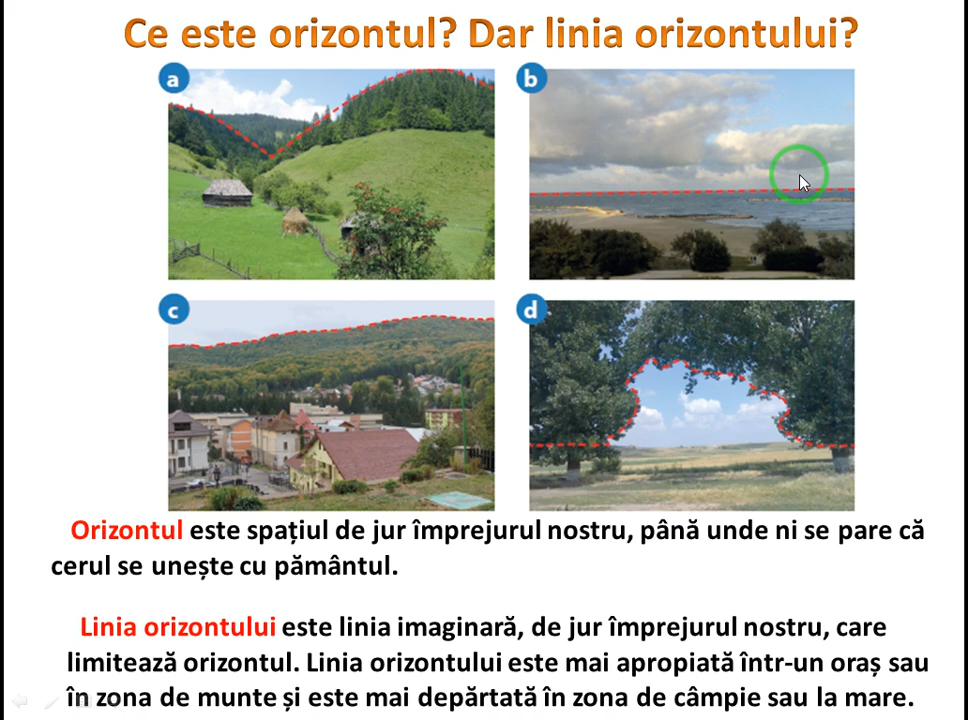 Ce este orizontul? Dar linia orizontului?
a
b
c
d
Orizontul este spațiul de jur împrejurul nostru, până unde ni se pare că
cerul se unește cu pământul.
Linia orizontului este linia imaginară, de jur împrejurul nostru, care
limitează orizontul. Linia orizontului este mai apropiată într-un oraș sau
în zona de munte și este mai depărtată în zona de câmpie sau la mare.